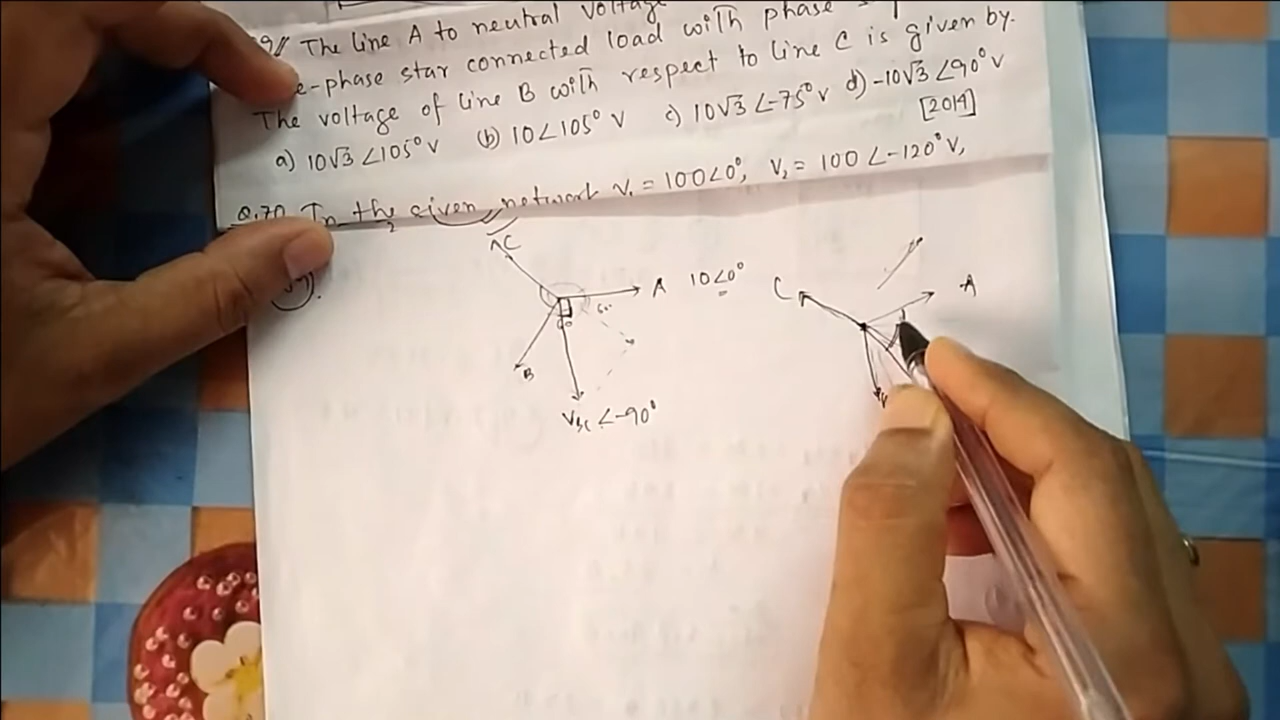 9// The line A to neutral voltage
e-phase star connected load with phase
The voltage of line B with respect to line C is given by.
a) 10√3 ∠105° V (b) 10∠105° V c) 10√3 ∠-75° V d) -10√3 ∠90° V
[2014]
Q.70 In the given network V₁ = 100∠0°, V₂ = 100 ∠-120° V,
C
A 10∠0°
60°
B
V_BC ∠-90°
C
A